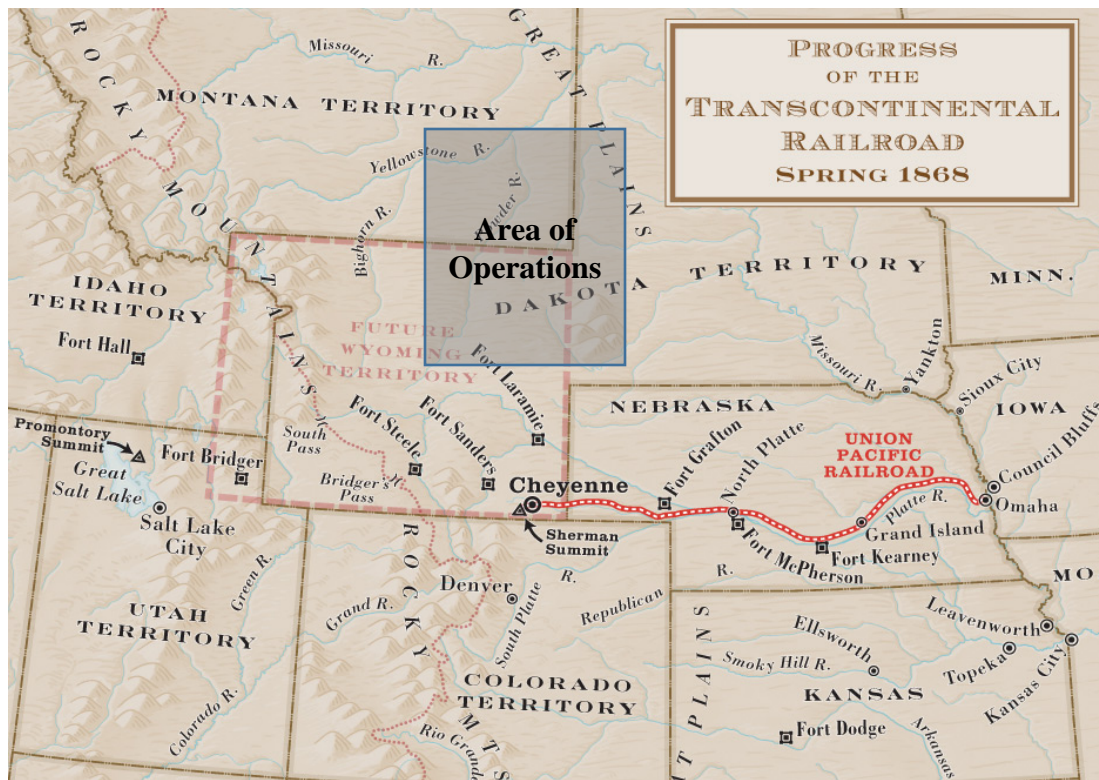 PROGRESS
OF THE
TRANSCONTINENTAL
RAILROAD
SPRING 1868
ROCKY MOUNTAINS
GREAT PLAINS
Missouri R.
MONTANA TERRITORY
Yellowstone R.
Bighorn R.
Area of
Operations
DAKOTA TERRITORY
MINN.
IDAHO
TERRITORY
Fort Hall
FUTURE
WYOMING
TERRITORY
Fort Laramie
Missouri R.
Yankton
Sioux City
IOWA
NEBRASKA
Promontory
Summit
Great
Salt Lake
Fort Bridger
South
Pass
Fort Steele
Fort Sanders
Bridger's
Pass
Cheyenne
Sherman
Summit
Fort Grafton
North Platte
UNION
PACIFIC
RAILROAD
Platte R.
Council Bluffs
Omaha
Grand Island
Fort Kearney
Fort McPherson
Salt Lake
City
Green R.
UTAH
TERRITORY
Colorado R.
Grand R.
Denver
South Platte
R.
Republican
R.
ROCKY MTS
COLORADO
TERRITORY
Rio Grande
AT PLAINS
Ellsworth
Smoky Hill R.
KANSAS
Fort Dodge
Arkansas
Leavenworth
Topeka
Kansas City
MO